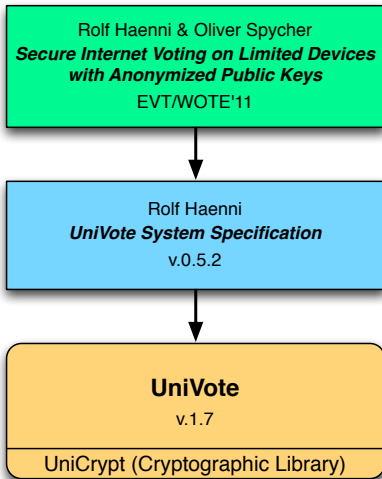 Rolf Haenni & Oliver Spycher
Secure Internet Voting on Limited Devices
with Anonymized Public Keys
EVT/WOTE'11
Rolf Haenni
UniVote System Specification
v.0.5.2
UniVote
v.1.7
UniCrypt (Cryptographic Library)